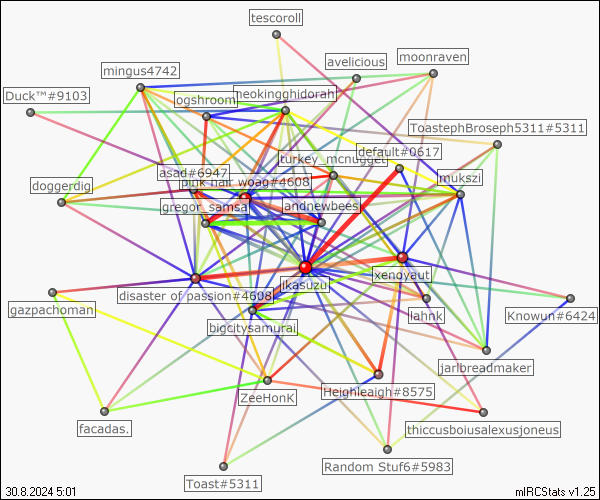 tescoroll
moonraven
avelicious
mingus4742
Duck™#9103
ogshroom
neokingghidorah
ToastephBroseph5311#5311
default#0617
turkey_mcnugget
asad#6947
pink hair woag#4608
mukszi
doggerdig
gregor_samsa
andnewbees
xenoyaut
jikasuzu
disaster of passion#4608
gazpachoman
lahnk
Knowun#6424
bigcitysamurai
jarlbreadmaker
ZeeHonK
Heighleaigh#8575
facadas.
thiccusboiusalexusjoneus
Random Stuf6#5983
Toast#5311
30.8.2024 5:01
mIRCStats v1.25